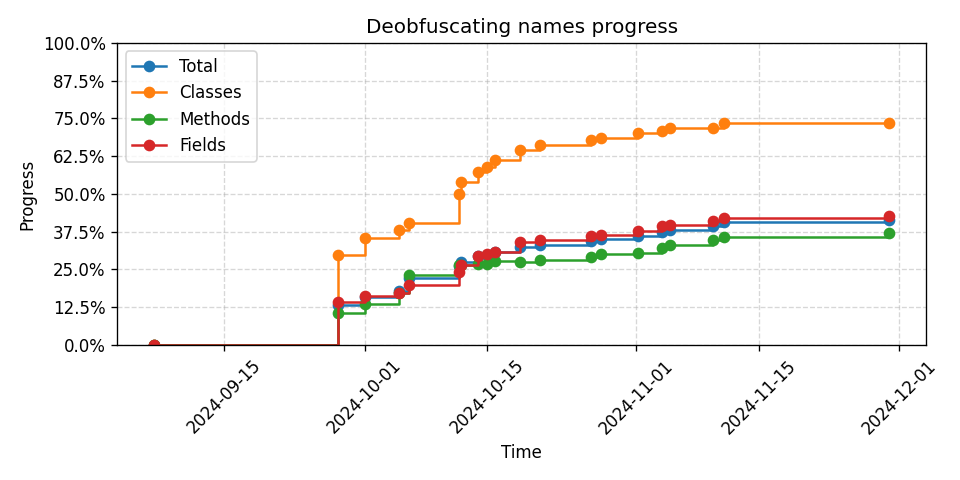 Deobfuscating names progress
100.0%
87.5%
75.0%
62.5%
50.0%
37.5%
25.0%
12.5%
0.0%
Progress
Total
Classes
Methods
Fields
2024-09-15
2024-10-01
2024-10-15
2024-11-01
2024-11-15
2024-12-01
Time